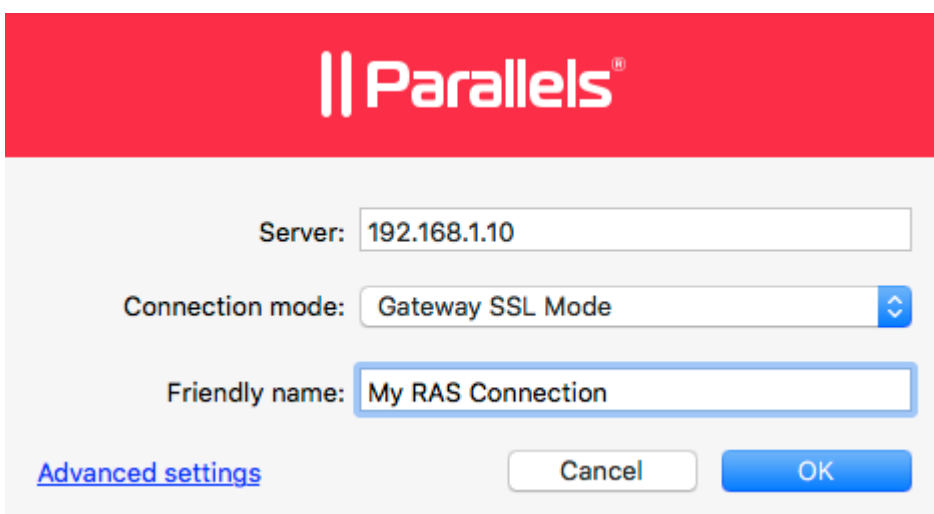 Parallels®
Server: 192.168.1.10
Connection mode: Gateway SSL Mode
Friendly name: My RAS Connection
Advanced settings Cancel OK